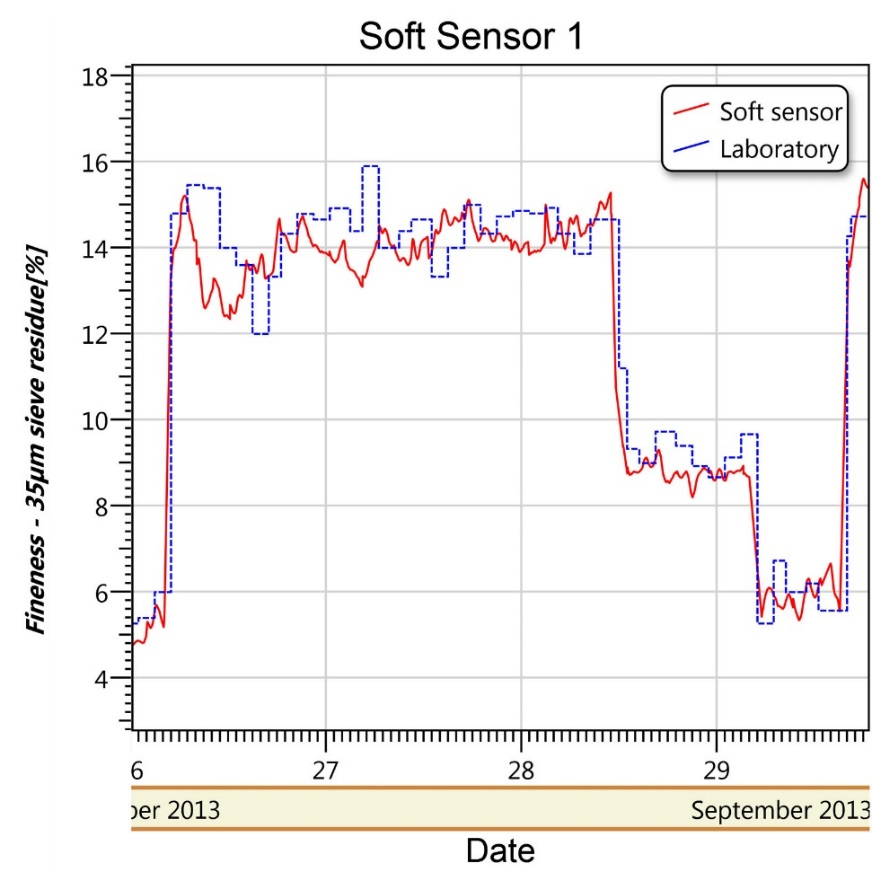 Soft Sensor 1
Fineness - 35µm sieve residue[%]
18
16
14
12
10
8
6
4
Soft sensor
Laboratory
6 27 28 29
ber 2013 September 2013
Date